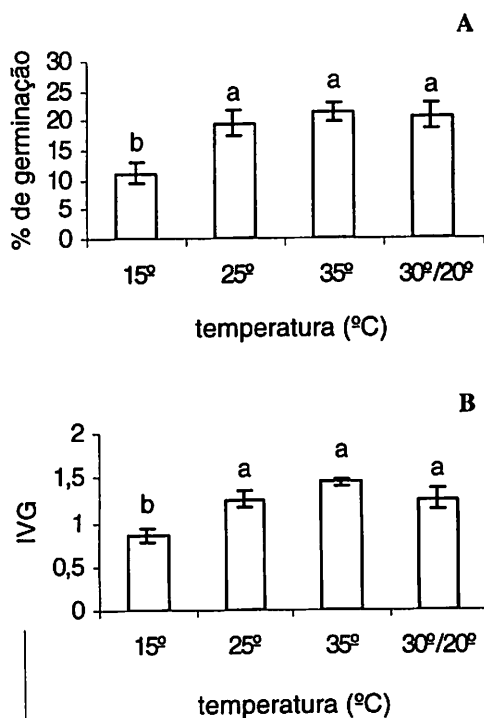 A
% de germinação
30
25
20
15
10
5
0
b
a
a
a
15º
25º
35º
30º/20º
temperatura (ºC)
B
IVG
2
1,5
1
0,5
0
b
a
a
a
15º
25º
35º
30º/20º
temperatura (ºC)